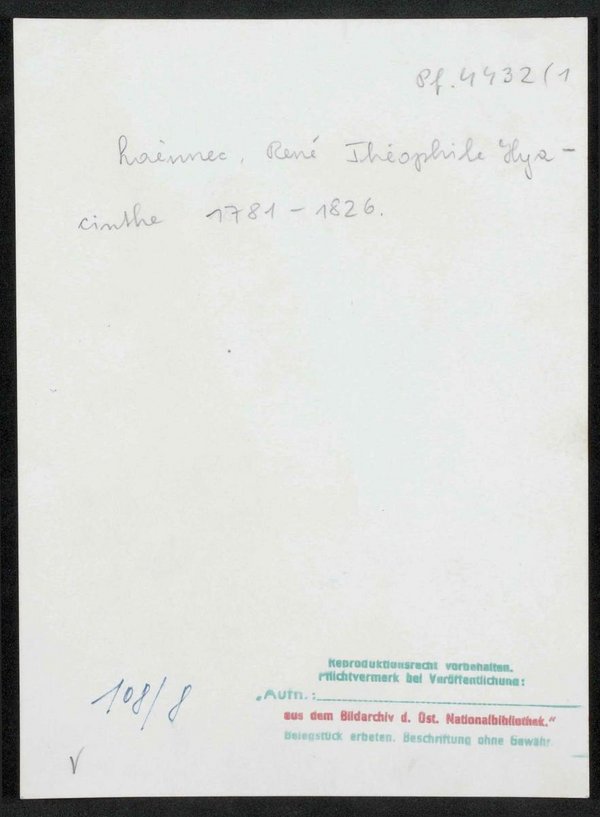 Pf. 4432/1
Laënnec, René Théophile Hya-
cinthe 1781-1826.
108/8
V
Reproduktionsrecht vorbehalten.
Pflichtvermerk bei Veröffentlichung:
„Aufn.:
aus dem Bildarchiv d. Öst. Nationalbibliothek."
Belegstück erbeten. Beschriftung ohne Gewähr.